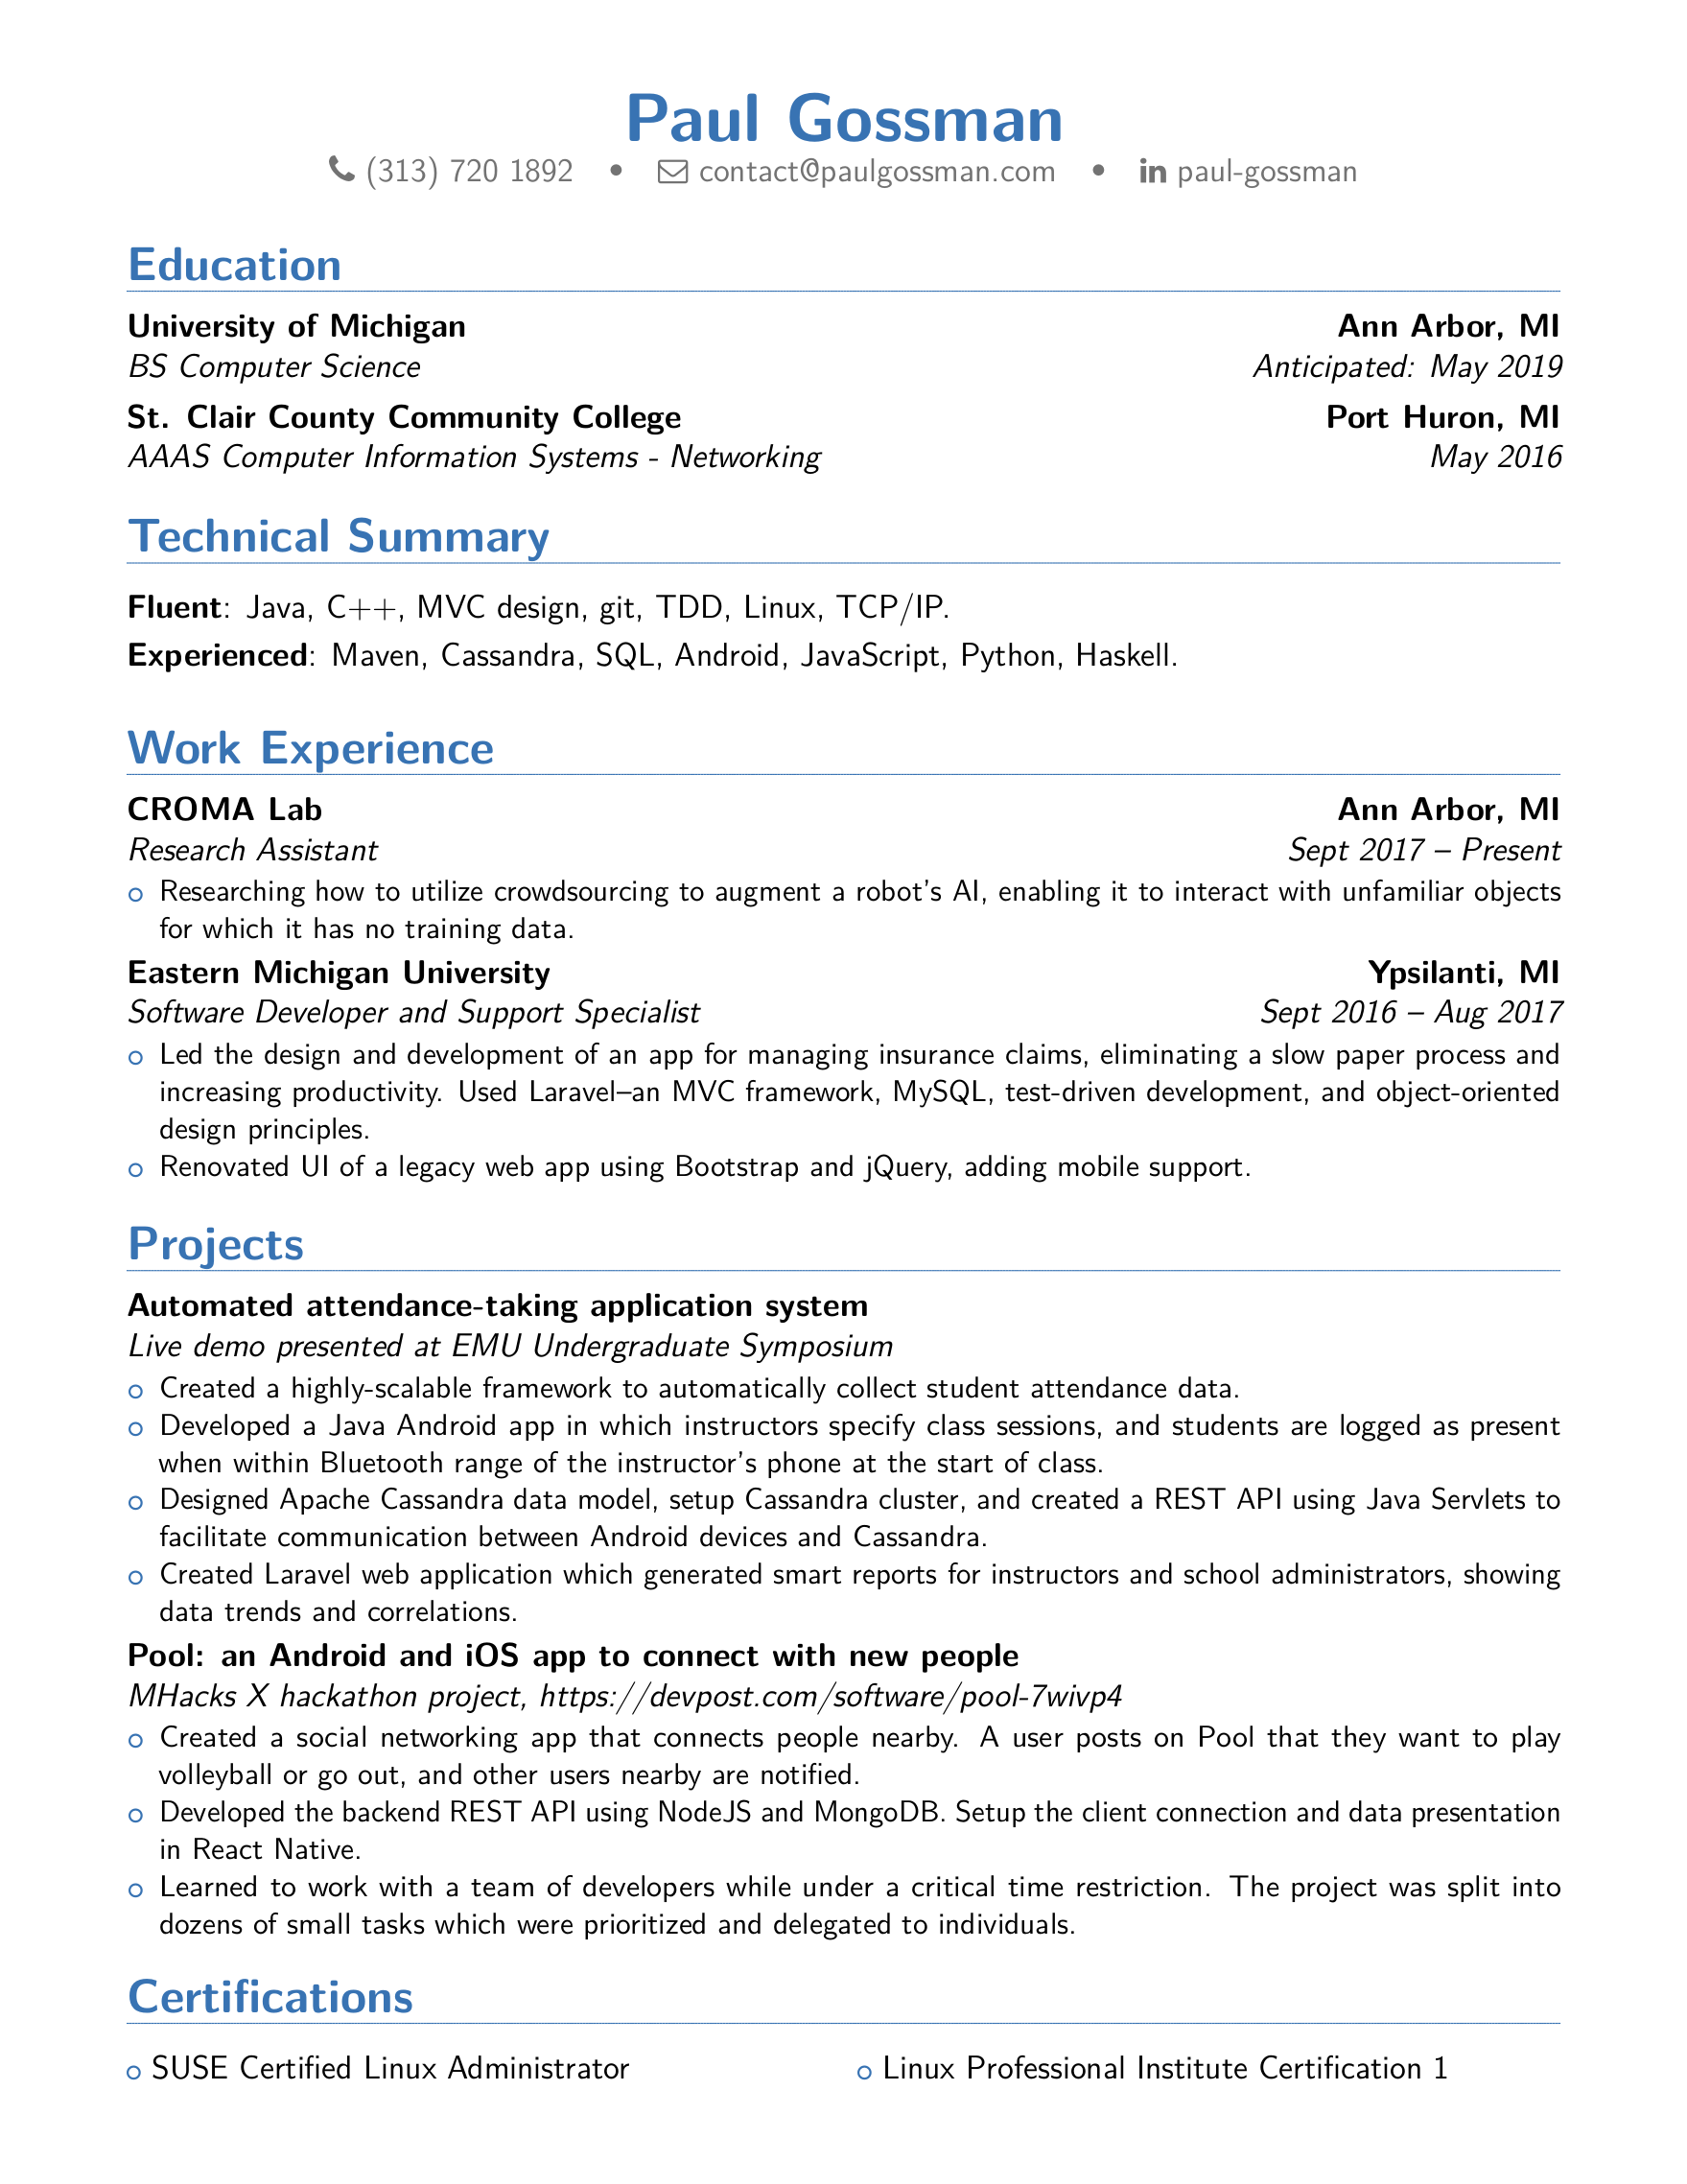 Paul Gossman
(313) 720 1892 • contact@paulgossman.com • in paul-gossman
Education
University of Michigan Ann Arbor, MI
BS Computer Science Anticipated: May 2019
St. Clair County Community College Port Huron, MI
AAAS Computer Information Systems - Networking May 2016
Technical Summary
Fluent: Java, C++, MVC design, git, TDD, Linux, TCP/IP.
Experienced: Maven, Cassandra, SQL, Android, JavaScript, Python, Haskell.
Work Experience
CROMA Lab Ann Arbor, MI
Research Assistant Sept 2017 – Present
Researching how to utilize crowdsourcing to augment a robot's AI, enabling it to interact with unfamiliar objects
for which it has no training data.
Eastern Michigan University Ypsilanti, MI
Software Developer and Support Specialist Sept 2016 – Aug 2017
Led the design and development of an app for managing insurance claims, eliminating a slow paper process and
increasing productivity. Used Laravel–an MVC framework, MySQL, test-driven development, and object-oriented
design principles.
Renovated UI of a legacy web app using Bootstrap and jQuery, adding mobile support.
Projects
Automated attendance-taking application system
Live demo presented at EMU Undergraduate Symposium
Created a highly-scalable framework to automatically collect student attendance data.
Developed a Java Android app in which instructors specify class sessions, and students are logged as present
when within Bluetooth range of the instructor's phone at the start of class.
Designed Apache Cassandra data model, setup Cassandra cluster, and created a REST API using Java Servlets to
facilitate communication between Android devices and Cassandra.
Created Laravel web application which generated smart reports for instructors and school administrators, showing
data trends and correlations.
Pool: an Android and iOS app to connect with new people
MHacks X hackathon project, https://devpost.com/software/pool-7wivp4
Created a social networking app that connects people nearby. A user posts on Pool that they want to play
volleyball or go out, and other users nearby are notified.
Developed the backend REST API using NodeJS and MongoDB. Setup the client connection and data presentation
in React Native.
Learned to work with a team of developers while under a critical time restriction. The project was split into
dozens of small tasks which were prioritized and delegated to individuals.
Certifications
SUSE Certified Linux Administrator Linux Professional Institute Certification 1